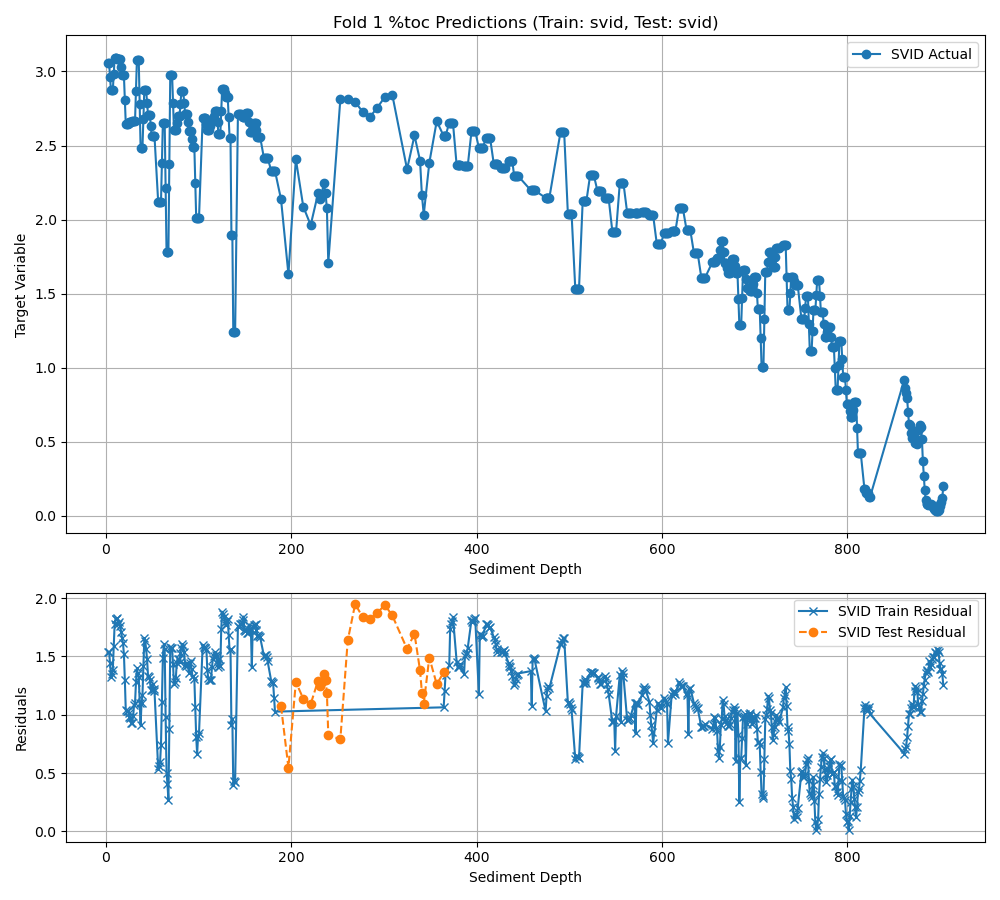 Fold 1 %toc Predictions (Train: svid, Test: svid)
SVID Actual
Target Variable
3.0
2.5
2.0
1.5
1.0
0.5
0.0
0 200 400 600 800
Sediment Depth
SVID Train Residual
SVID Test Residual
Residuals
2.0
1.5
1.0
0.5
0.0
0 200 400 600 800
Sediment Depth